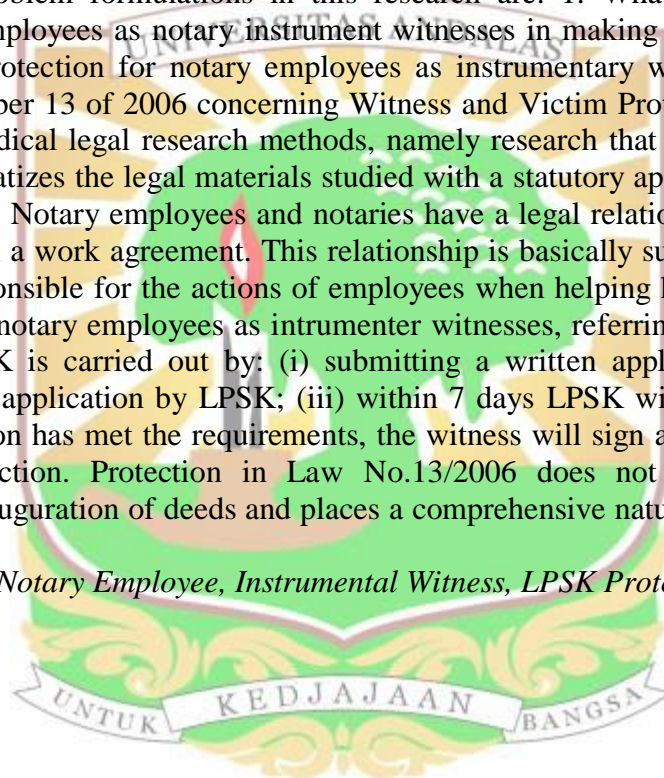 oblem formulations in this research are: 1. Wha
mployees as notary instrument witnesses in making
UNIVERSITAS ANDALAS
rotection for notary employees as instrumentary w
ber 13 of 2006 concerning Witness and Victim Pro
dical legal research methods, namely research that
atizes the legal materials studied with a statutory ap
Notary employees and notaries have a legal relatio
a work agreement. This relationship is basically su
onsible for the actions of employees when helping
notary employees as intrumenter witnesses, referrin
K is carried out by: (i) submitting a written appl
application by LPSK; (iii) within 7 days LPSK wi
on has met the requirements, the witness will sign a
ction. Protection in Law No.13/2006 does not
uguration of deeds and places a comprehensive natu
Notary Employee, Instrumental Witness, LPSK Prote
UNTUK KEDJAJAAN BANGSA